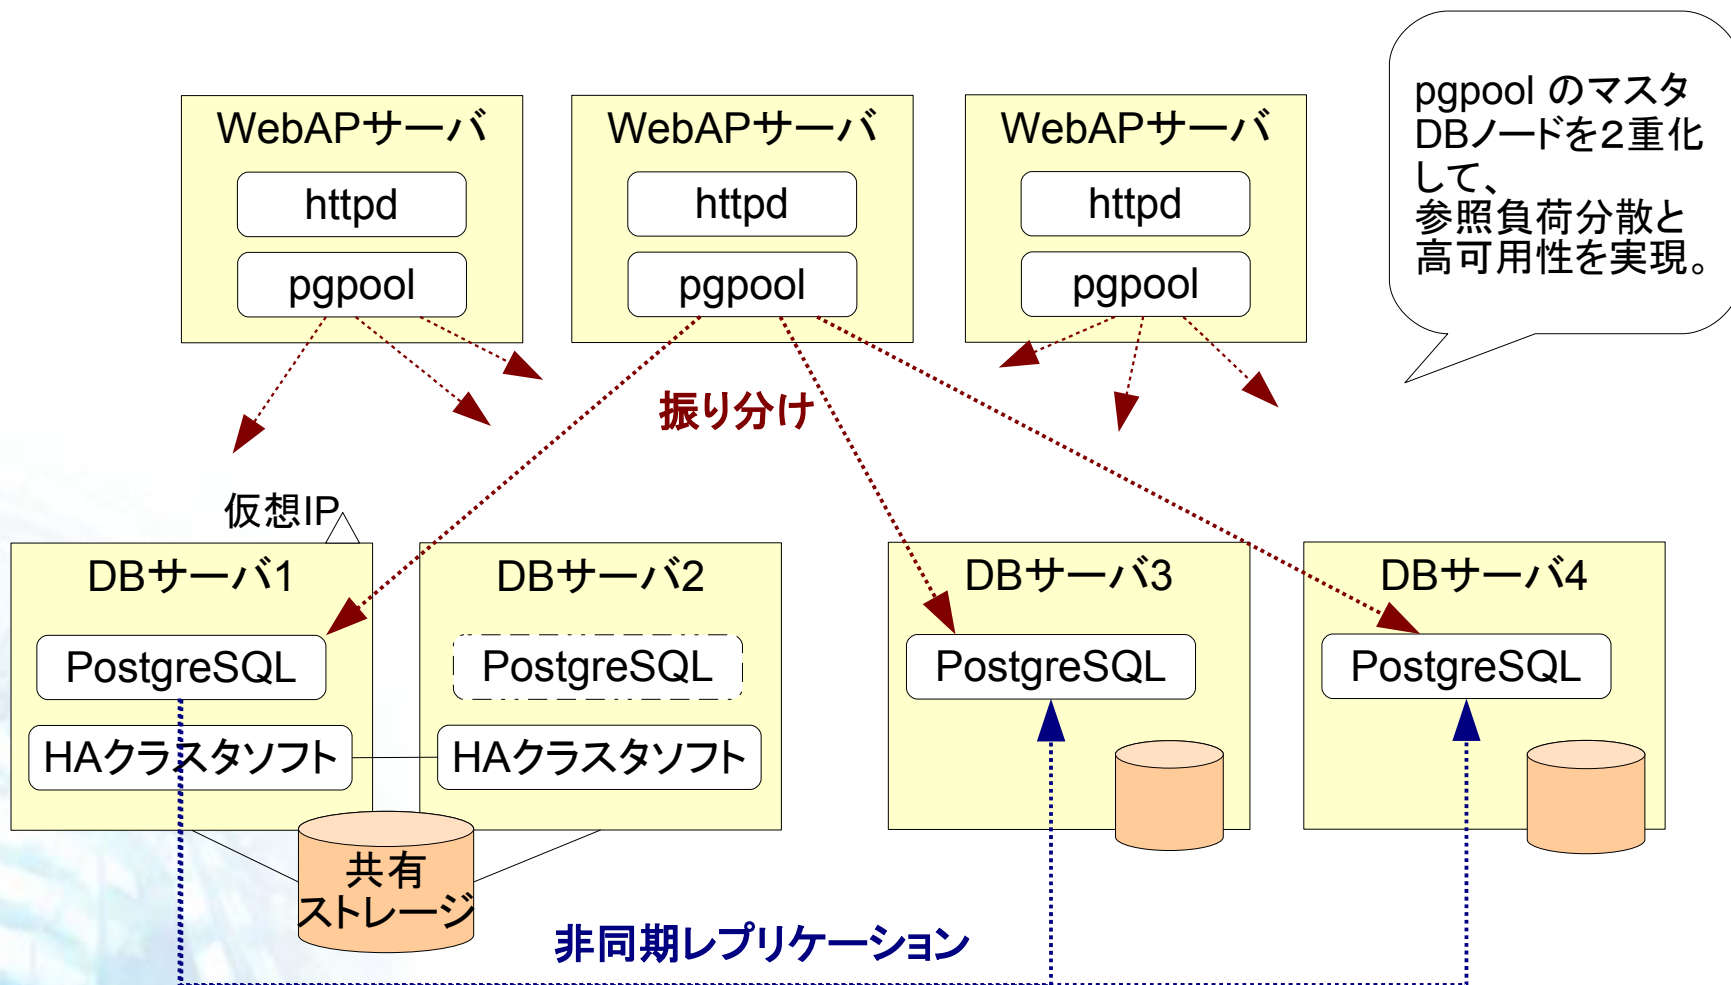 pgpool のマスタ
DBノードを２重化
して、
参照負荷分散と
高可用性を実現。
WebAPサーバ
httpd
pgpool
WebAPサーバ
httpd
pgpool
WebAPサーバ
httpd
pgpool
振り分け
仮想IP
DBサーバ1
PostgreSQL
HAクラスタソフト
DBサーバ2
PostgreSQL
HAクラスタソフト
共有
ストレージ
DBサーバ3
PostgreSQL
DBサーバ4
PostgreSQL
非同期レプリケーション